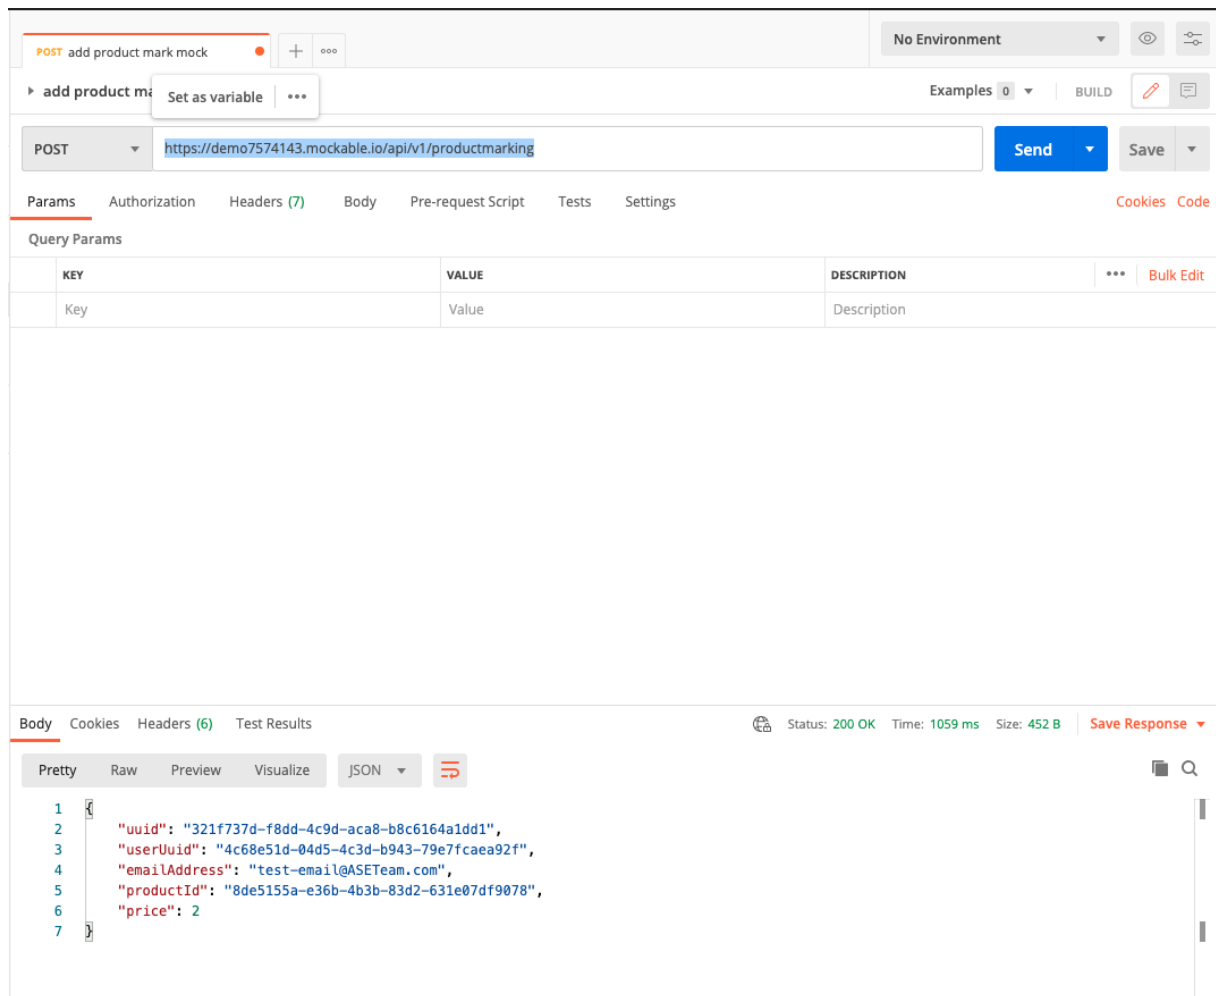 POST add product mark mock
No Environment
add product ma
Set as variable
Examples 0
BUILD
POST
https://demo7574143.mockable.io/api/v1/productmarking
Send
Save
Params Authorization Headers (7) Body Pre-request Script Tests Settings Cookies Code
Query Params
KEY VALUE DESCRIPTION Bulk Edit
Key Value Description
Body Cookies Headers (6) Test Results Status: 200 OK Time: 1059 ms Size: 452 B Save Response
Pretty Raw Preview Visualize JSON
1 {
2 "uuid": "321f737d-f8dd-4c9d-aca8-b8c6164a1dd1",
3 "userUuid": "4c68e51d-04d5-4c3d-b943-79e7fcaea92f",
4 "emailAddress": "test-email@ASETeam.com",
5 "productId": "8de5155a-e36b-4b3b-83d2-631e07df9078",
6 "price": 2
7 }